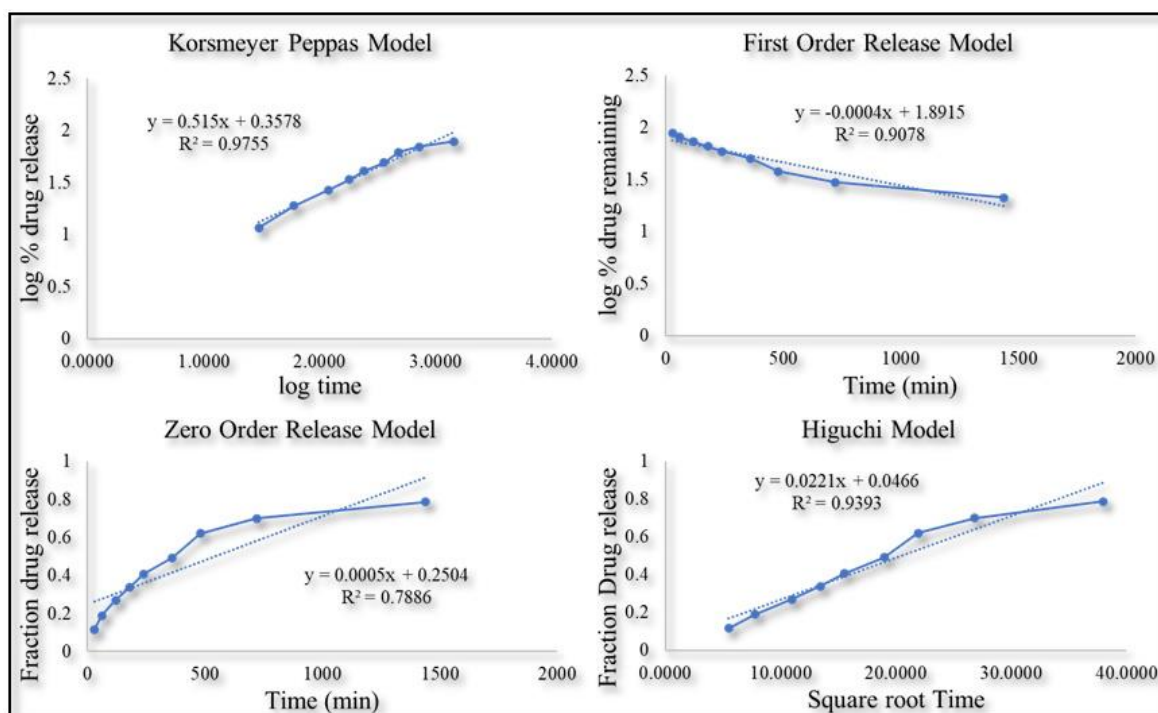 Korsmeyer Peppas Model
log % drug release
2.5
2
1.5
1
0.5
0
y = 0.515x + 0.3578
R² = 0.9755
0.0000 1.0000 2.0000 3.0000 4.0000
log time
First Order Release Model
log % drug remaining
2.5
2
1.5
1
0.5
0
y = -0.0004x + 1.8915
R² = 0.9078
0 500 1000 1500 2000
Time (min)
Zero Order Release Model
Fraction drug release
1
0.8
0.6
0.4
0.2
0
y = 0.0005x + 0.2504
R² = 0.7886
0 500 1000 1500 2000
Time (min)
Higuchi Model
Fraction Drug release
1
0.8
0.6
0.4
0.2
0
y = 0.0221x + 0.0466
R² = 0.9393
0.0000 10.0000 20.0000 30.0000 40.0000
Square root Time